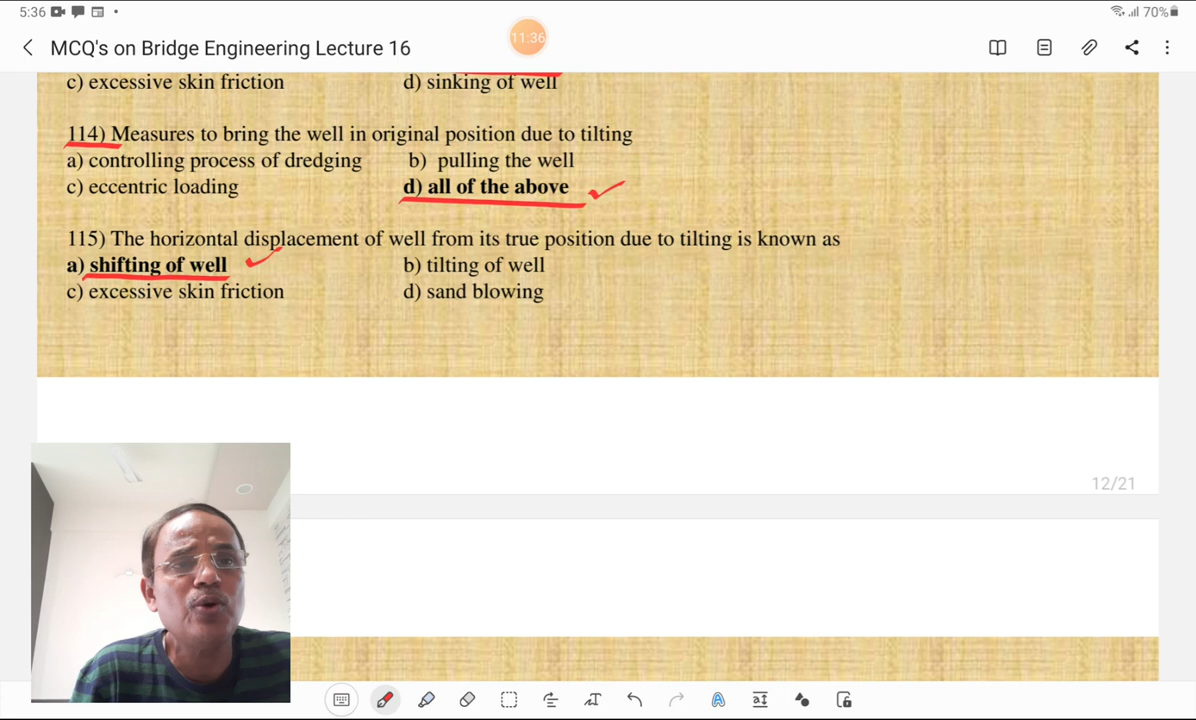 5:36
70%
MCQ's on Bridge Engineering Lecture 16
11:36
c) excessive skin friction d) sinking of well
114) Measures to bring the well in original position due to tilting
a) controlling process of dredging b) pulling the well
c) eccentric loading d) all of the above
115) The horizontal displacement of well from its true position due to tilting is known as
a) shifting of well b) tilting of well
c) excessive skin friction d) sand blowing
12/21